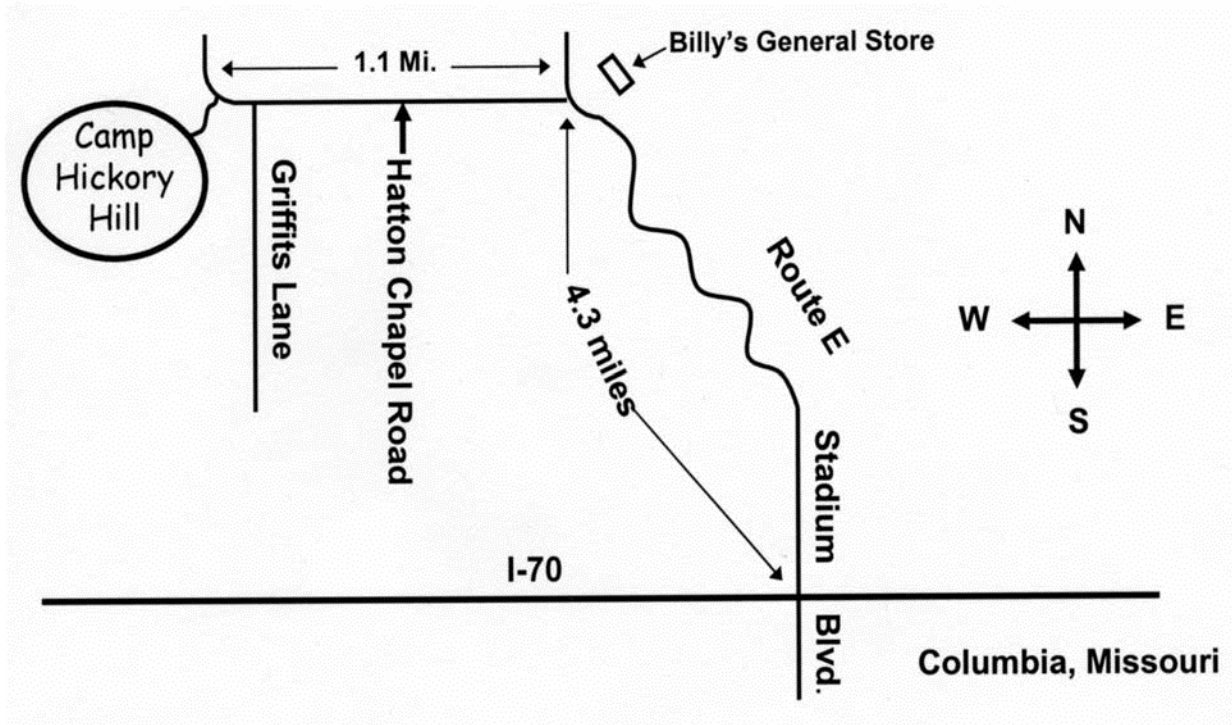 Billy's General Store
1.1 Mi.
Camp
Hickory
Hill
Griffits Lane
Hatton Chapel Road
4.3 miles
Route E
N
W
E
S
Stadium
Blvd.
I-70
Columbia, Missouri